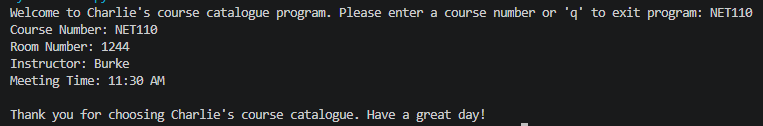 Welcome to Charlie's course catalogue program. Please enter a course number or 'q' to exit program: NET110
Course Number: NET110
Room Number: 1244
Instructor: Burke
Meeting Time: 11:30 AM
Thank you for choosing Charlie's course catalogue. Have a great day!